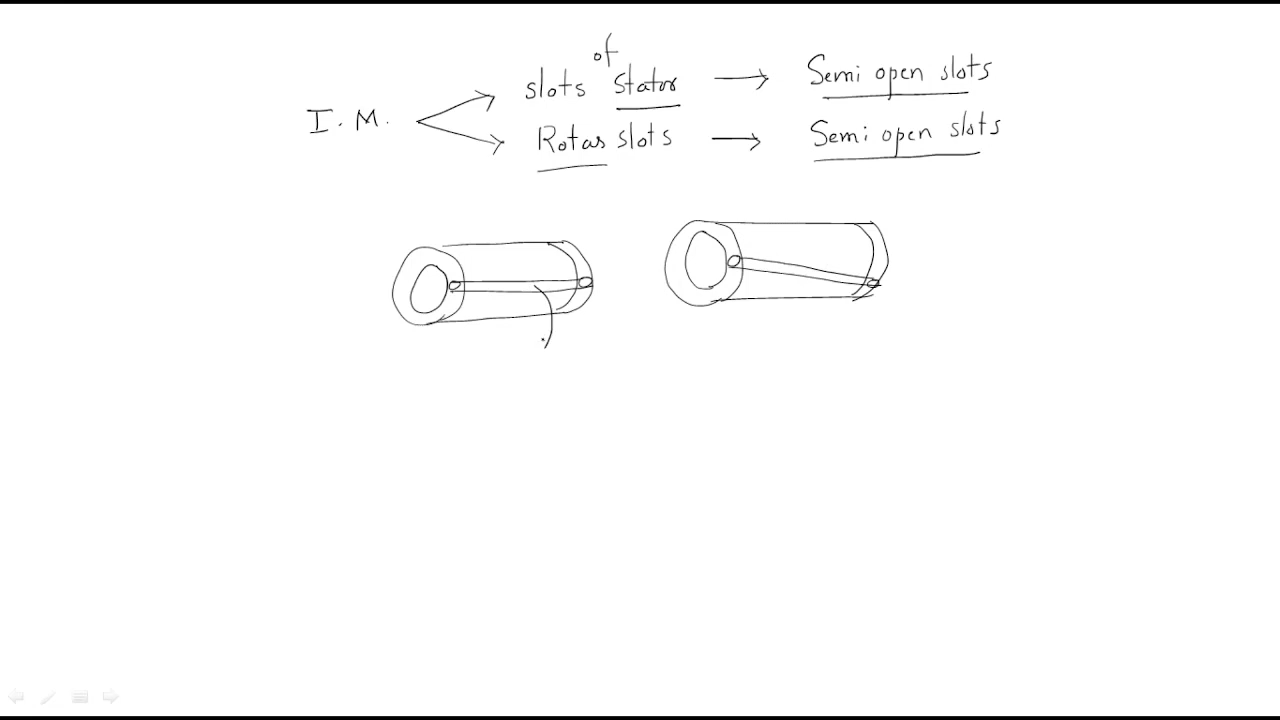 I. M.
slots of stator → Semi open slots
Rotor slots → Semi open slots